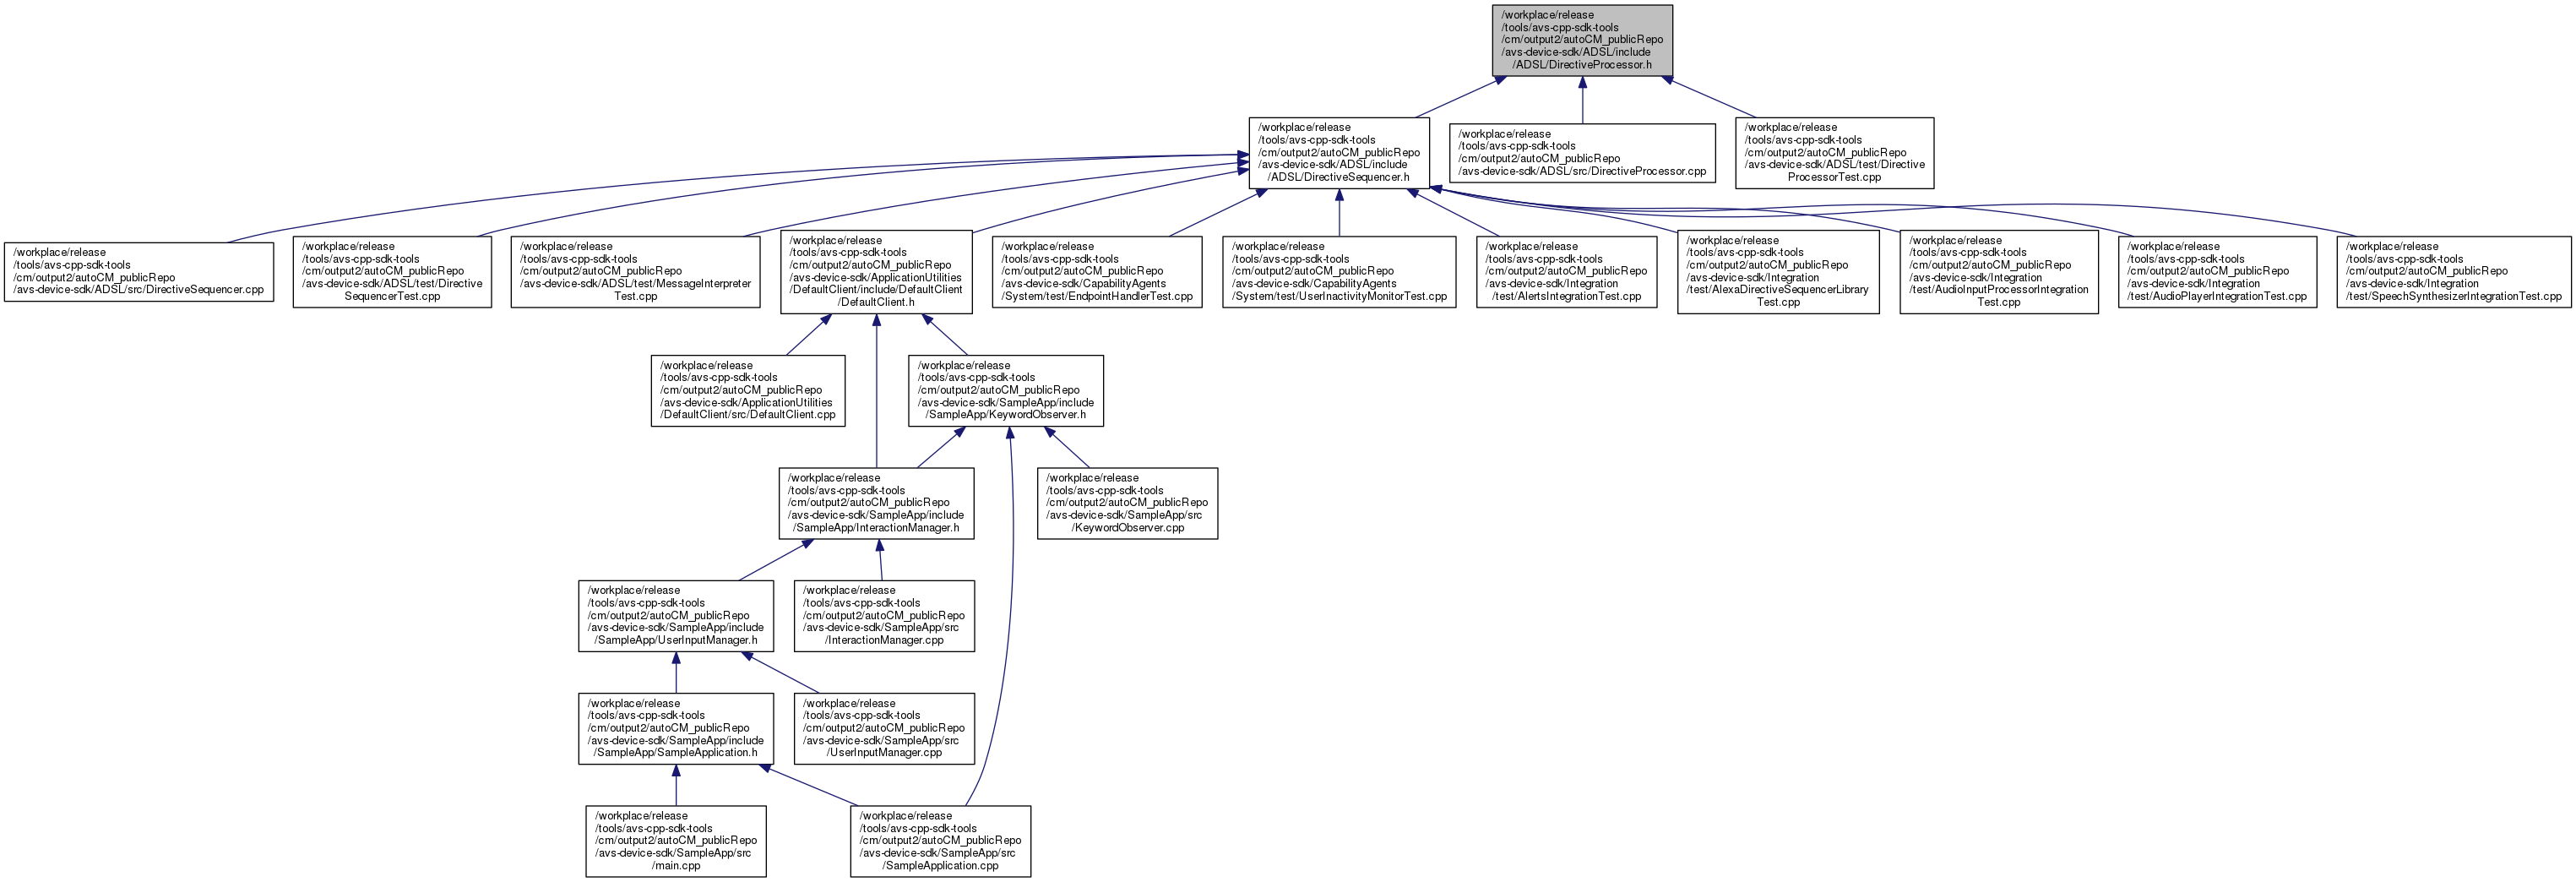 /workplace/release
/tools/avs-cpp-sdk-tools
/cm/output2/autoCM_publicRepo
/avs-device-sdk/ADSL/include
/ADSL/DirectiveProcessor.h
/workplace/release
/tools/avs-cpp-sdk-tools
/cm/output2/autoCM_publicRepo
/avs-device-sdk/ADSL/include
/ADSL/DirectiveSequencer.h
/workplace/release
/tools/avs-cpp-sdk-tools
/cm/output2/autoCM_publicRepo
/avs-device-sdk/ADSL/src/DirectiveProcessor.cpp
/workplace/release
/tools/avs-cpp-sdk-tools
/cm/output2/autoCM_publicRepo
/avs-device-sdk/ADSL/test/Directive
ProcessorTest.cpp
/workplace/release
/tools/avs-cpp-sdk-tools
/cm/output2/autoCM_publicRepo
/avs-device-sdk/ADSL/src/DirectiveSequencer.cpp
/workplace/release
/tools/avs-cpp-sdk-tools
/cm/output2/autoCM_publicRepo
/avs-device-sdk/ADSL/test/Directive
SequencerTest.cpp
/workplace/release
/tools/avs-cpp-sdk-tools
/cm/output2/autoCM_publicRepo
/avs-device-sdk/ADSL/test/MessageInterpreter
Test.cpp
/workplace/release
/tools/avs-cpp-sdk-tools
/cm/output2/autoCM_publicRepo
/avs-device-sdk/ApplicationUtilities
/DefaultClient/include/DefaultClient
/DefaultClient.h
/workplace/release
/tools/avs-cpp-sdk-tools
/cm/output2/autoCM_publicRepo
/avs-device-sdk/CapabilityAgents
/System/test/EndpointHandlerTest.cpp
/workplace/release
/tools/avs-cpp-sdk-tools
/cm/output2/autoCM_publicRepo
/avs-device-sdk/CapabilityAgents
/System/test/UserInactivityMonitorTest.cpp
/workplace/release
/tools/avs-cpp-sdk-tools
/cm/output2/autoCM_publicRepo
/avs-device-sdk/Integration
/test/AlertsIntegrationTest.cpp
/workplace/release
/tools/avs-cpp-sdk-tools
/cm/output2/autoCM_publicRepo
/avs-device-sdk/Integration
/test/AlexaDirectiveSequencerLibrary
Test.cpp
/workplace/release
/tools/avs-cpp-sdk-tools
/cm/output2/autoCM_publicRepo
/avs-device-sdk/Integration
/test/AudioInputProcessorIntegration
Test.cpp
/workplace/release
/tools/avs-cpp-sdk-tools
/cm/output2/autoCM_publicRepo
/avs-device-sdk/Integration
/test/AudioPlayerIntegrationTest.cpp
/workplace/release
/tools/avs-cpp-sdk-tools
/cm/output2/autoCM_publicRepo
/avs-device-sdk/Integration
/test/SpeechSynthesizerIntegrationTest.cpp
/workplace/release
/tools/avs-cpp-sdk-tools
/cm/output2/autoCM_publicRepo
/avs-device-sdk/ApplicationUtilities
/DefaultClient/src/DefaultClient.cpp
/workplace/release
/tools/avs-cpp-sdk-tools
/cm/output2/autoCM_publicRepo
/avs-device-sdk/SampleApp/include
/SampleApp/KeywordObserver.h
/workplace/release
/tools/avs-cpp-sdk-tools
/cm/output2/autoCM_publicRepo
/avs-device-sdk/SampleApp/include
/SampleApp/InteractionManager.h
/workplace/release
/tools/avs-cpp-sdk-tools
/cm/output2/autoCM_publicRepo
/avs-device-sdk/SampleApp/src
/KeywordObserver.cpp
/workplace/release
/tools/avs-cpp-sdk-tools
/cm/output2/autoCM_publicRepo
/avs-device-sdk/SampleApp/include
/SampleApp/UserInputManager.h
/workplace/release
/tools/avs-cpp-sdk-tools
/cm/output2/autoCM_publicRepo
/avs-device-sdk/SampleApp/src
/InteractionManager.cpp
/workplace/release
/tools/avs-cpp-sdk-tools
/cm/output2/autoCM_publicRepo
/avs-device-sdk/SampleApp/include
/SampleApp/SampleApplication.h
/workplace/release
/tools/avs-cpp-sdk-tools
/cm/output2/autoCM_publicRepo
/avs-device-sdk/SampleApp/src
/UserInputManager.cpp
/workplace/release
/tools/avs-cpp-sdk-tools
/cm/output2/autoCM_publicRepo
/avs-device-sdk/SampleApp/src
/main.cpp
/workplace/release
/tools/avs-cpp-sdk-tools
/cm/output2/autoCM_publicRepo
/avs-device-sdk/SampleApp/src
/SampleApplication.cpp